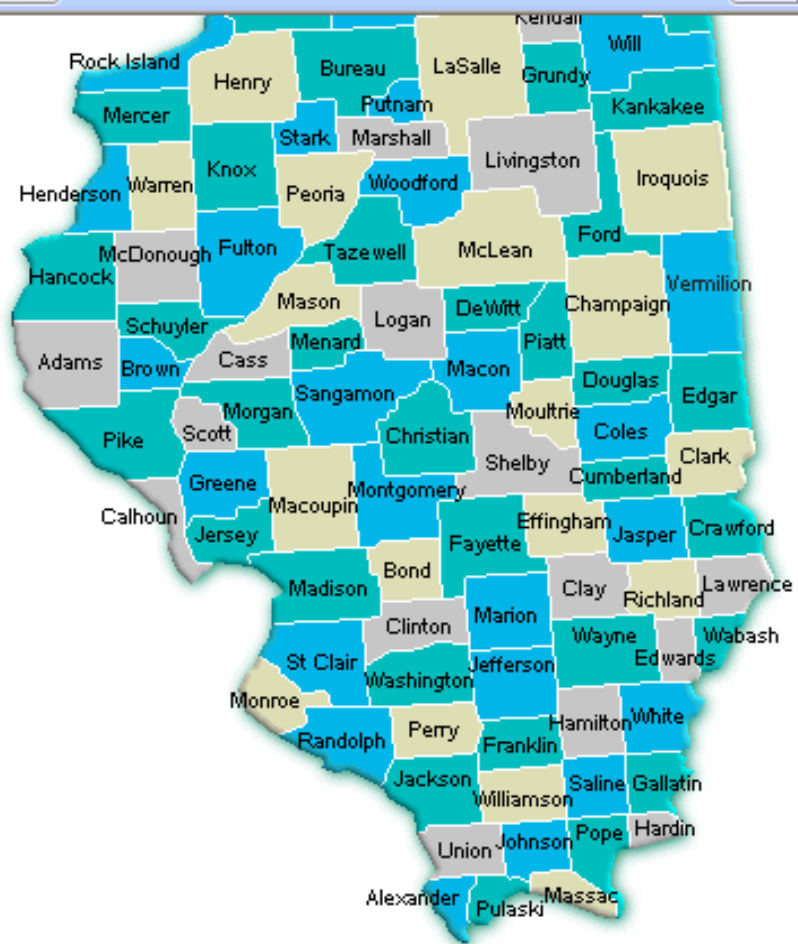 Kendall
Will
Rock Island
Bureau
LaSalle
Henry
Grundy
Putnam
Kankakee
Mercer
Stark
Marshall
Livingston
Knox
Iroquois
Henderson
Warren
Peoria
Woodford
McDonough
Fulton
Tazewell
McLean
Ford
Hancock
Vermilion
Mason
Champaign
DeWitt
Logan
Schuyler
Menard
Piatt
Adams
Brown
Cass
Macon
Douglas
Sangamon
Edgar
Morgan
Moultrie
Pike
Scott
Christian
Coles
Shelby
Clark
Greene
Montgomery
Cumberland
Macoupin
Calhoun
Effingham
Jersey
Fayette
Jasper
Crawford
Bond
Madison
Clay
Lawrence
Richland
Marion
Clinton
Wayne
Wabash
St Clair
Jefferson
Edwards
Washington
Monroe
Hamilton
White
Randolph
Perry
Franklin
Jackson
Saline
Gallatin
Williamson
Union
Johnson
Pope
Hardin
Alexander
Pulaski
Massac